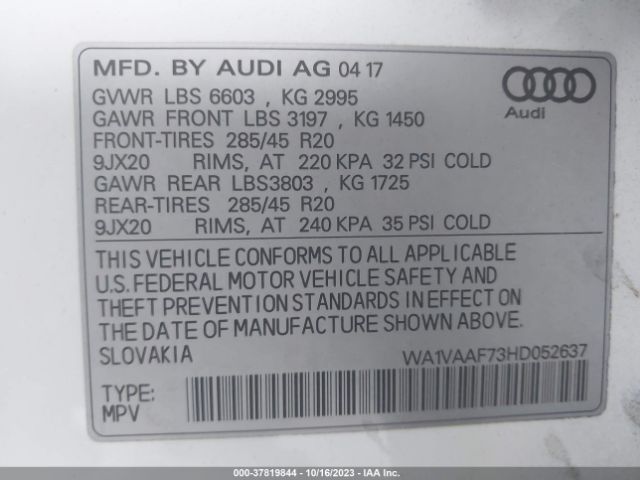 MFD. BY AUDI AG 04 17
GVWR LBS 6603 , KG 2995
GAWR FRONT LBS 3197 , KG 1450
FRONT-TIRES 285/45 R20
9JX20 RIMS, AT 220 KPA 32 PSI COLD
GAWR REAR LBS3803 , KG 1725
REAR-TIRES 285/45 R20
9JX20 RIMS, AT 240 KPA 35 PSI COLD
Audi
THIS VEHICLE CONFORMS TO ALL APPLICABLE
U.S. FEDERAL MOTOR VEHICLE SAFETY AND
THEFT PREVENTION STANDARDS IN EFFECT ON
THE DATE OF MANUFACTURE SHOWN ABOVE.
SLOVAKIA WA1VAAF73HD052637
TYPE:
MPV
000-37819844 - 10/16/2023 - IAA